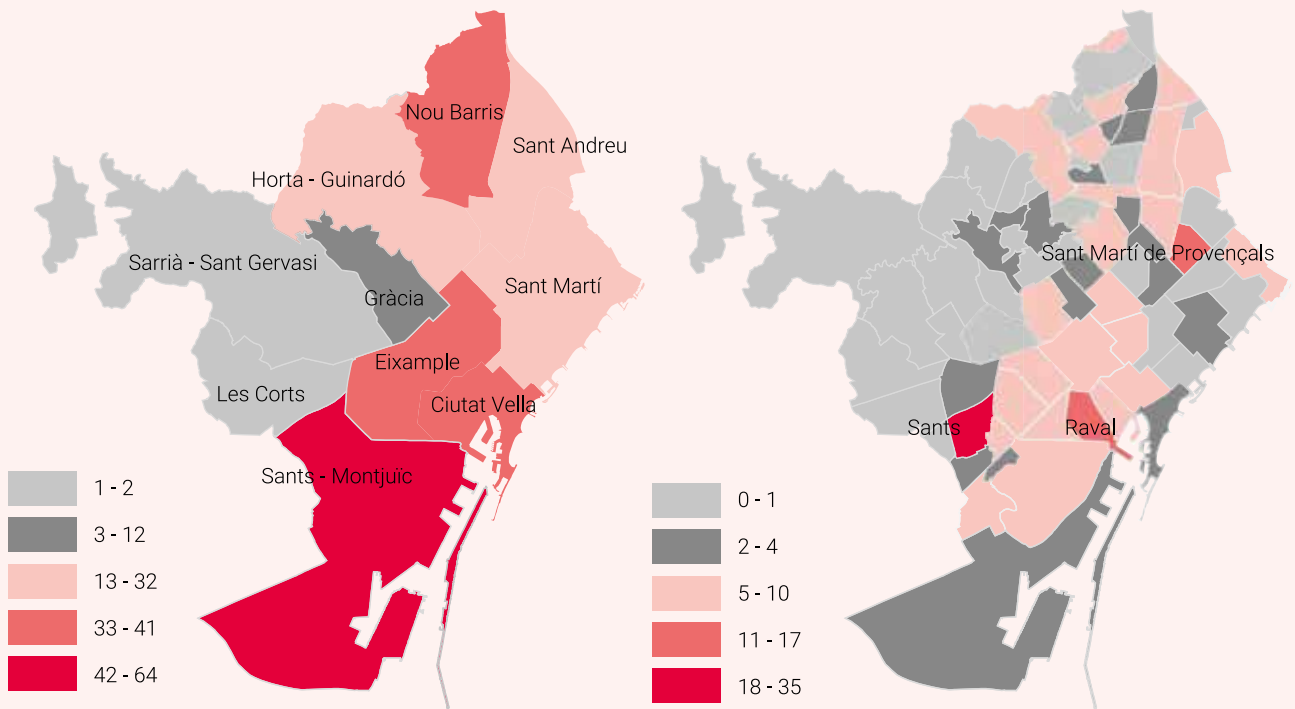 Nou Barris
Sant Andreu
Horta - Guinardó
Sarrià - Sant Gervasi
Gràcia
Sant Martí
Eixample
Les Corts
Ciutat Vella
Sants - Montjuïc
1 - 2
3 - 12
13 - 32
33 - 41
42 - 64
Sant Martí de Provençals
Sants
Raval
0 - 1
2 - 4
5 - 10
11 - 17
18 - 35